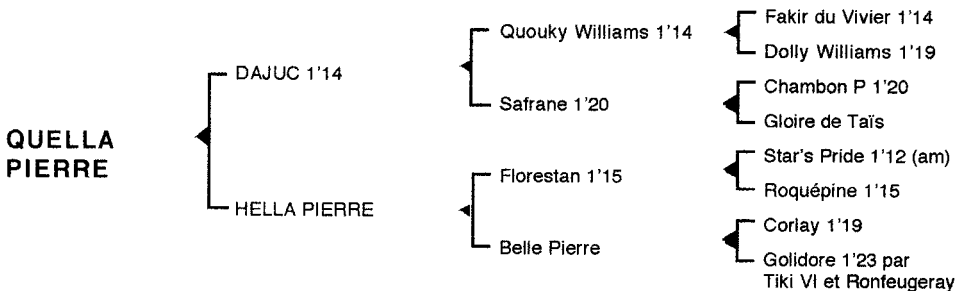 QUELLA
PIERRE
DAJUC 1'14
HELLA PIERRE
Quouky Williams 1'14
Safrane 1'20
Florestan 1'15
Belle Pierre
Fakir du Vivier 1'14
Dolly Williams 1'19
Chambon P 1'20
Gloire de Taïs
Star's Pride 1'12 (am)
Roquépine 1'15
Corlay 1'19
Golidore 1'23 par
Tiki VI et Ronfeugeray